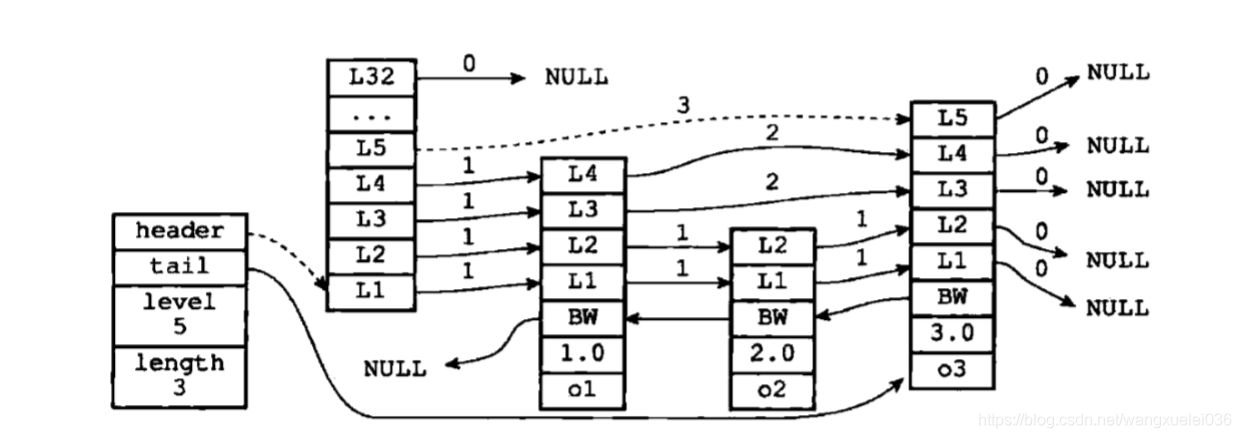 header
tail
level
5
length
3
L32
...
L5
L4
L3
L2
L1
0
NULL
3
1
1
1
1
L4
L3
L2
L1
BW
1.0
o1
NULL
2
2
1
1
L2
L1
BW
2.0
o2
1
1
L5
L4
L3
L2
L1
BW
3.0
o3
0
NULL
0
NULL
0
NULL
0
NULL
0
NULL
https://blog.csdn.net/wangxuelei036